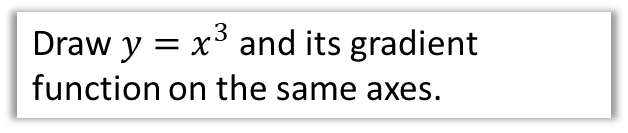 Draw y = x³ and its gradient
function on the same axes.